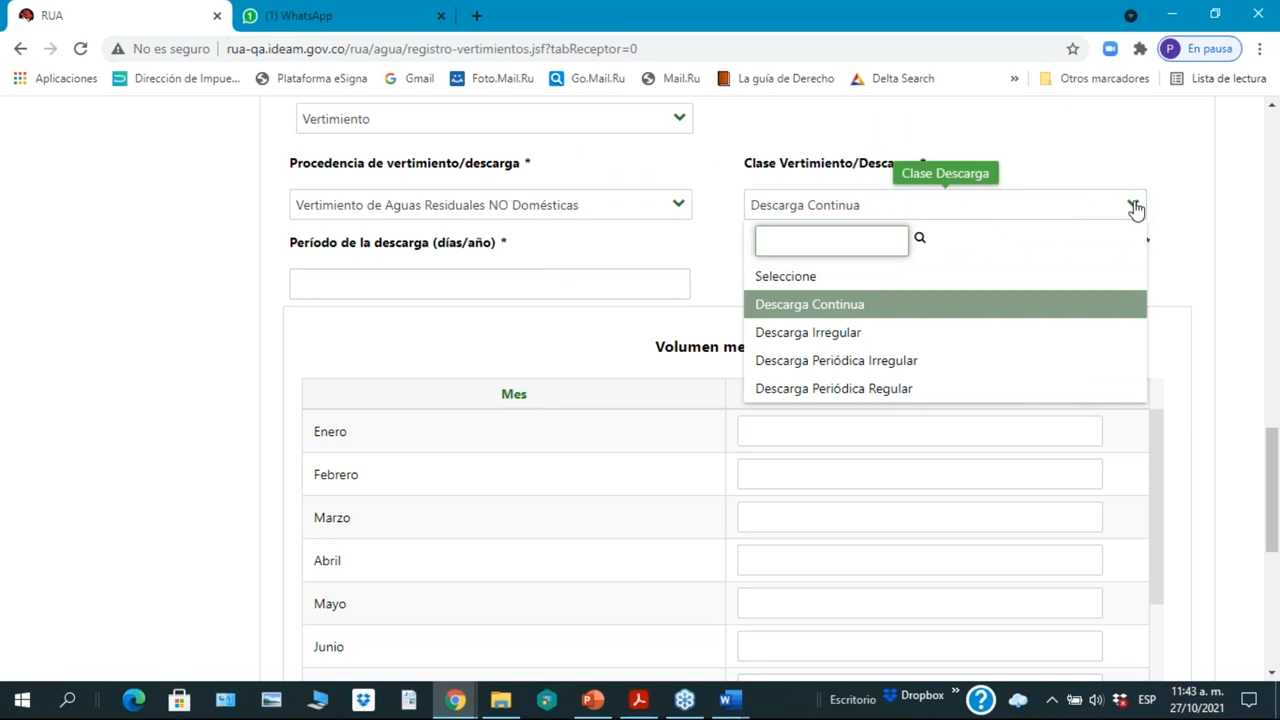 RUA
(1) WhatsApp
No es seguro
rua-qa.ideam.gov.co/rua/agua/registro-vertimientos.jsf?tabReceptor=0
P
En pausa
Aplicaciones
Dirección de Impue...
Plataforma eSigna
Gmail
Foto.Mail.Ru
Go.Mail.Ru
Mail.Ru
La guía de Derecho
Delta Search
»
Otros marcadores
Lista de lectura
Vertimiento
Procedencia de vertimiento/descarga *
Clase Vertimiento/Desca
Clase Descarga
Vertimiento de Aguas Residuales NO Domésticas
Descarga Continua
Período de la descarga (días/año) *
Seleccione
Descarga Continua
Descarga Irregular
Descarga Periódica Irregular
Descarga Periódica Regular
Volumen me
Mes
Enero
Febrero
Marzo
Abril
Mayo
Junio
Escritorio
Dropbox
»
ESP
11:43 a. m.
27/10/2021